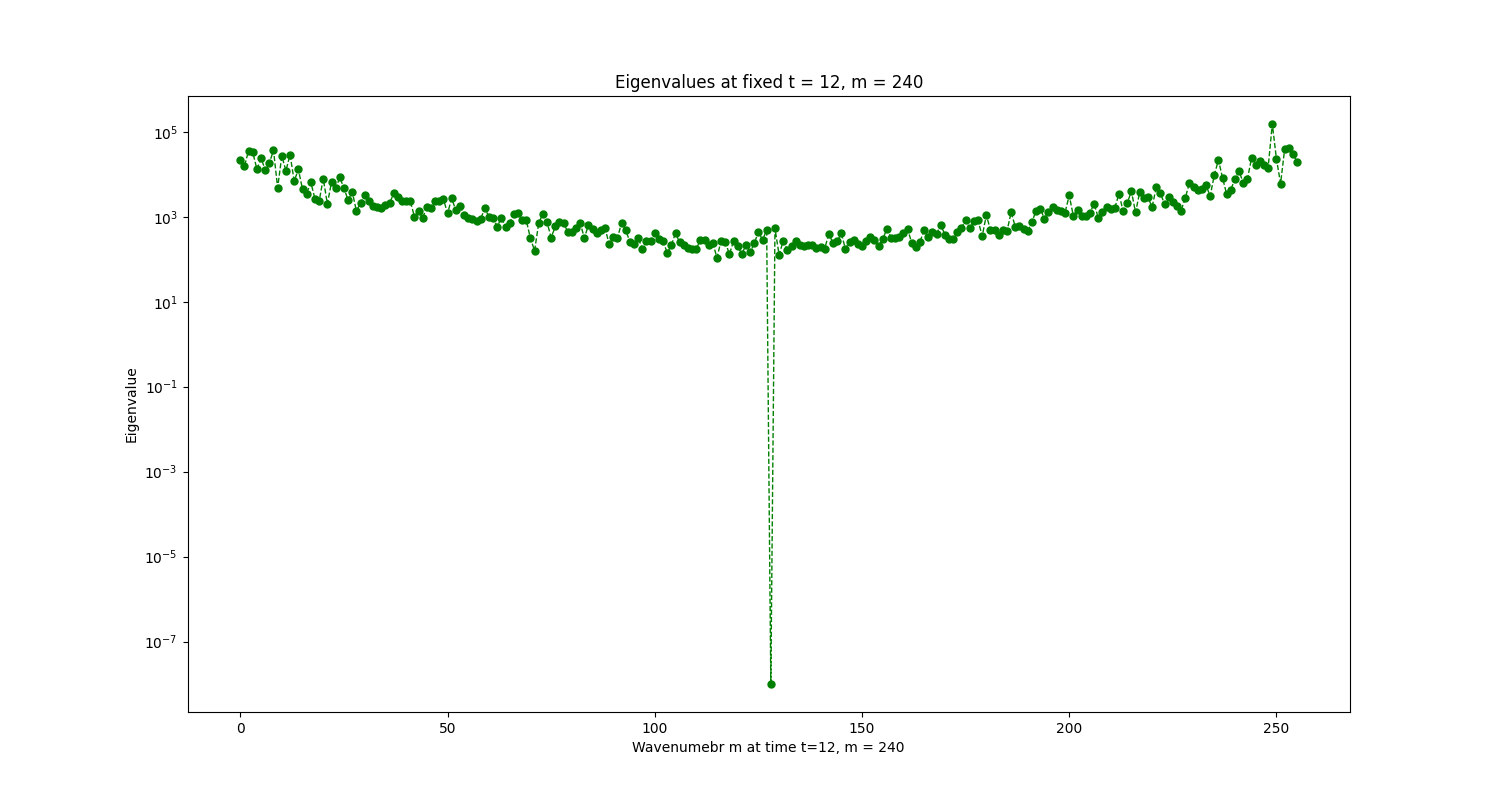 Eigenvalues at fixed t = 12, m = 240
10^5
10^3
10^1
10^−1
10^−3
10^−5
10^−7
Eigenvalue
0 50 100 150 200 250
Wavenumebr m at time t=12, m = 240